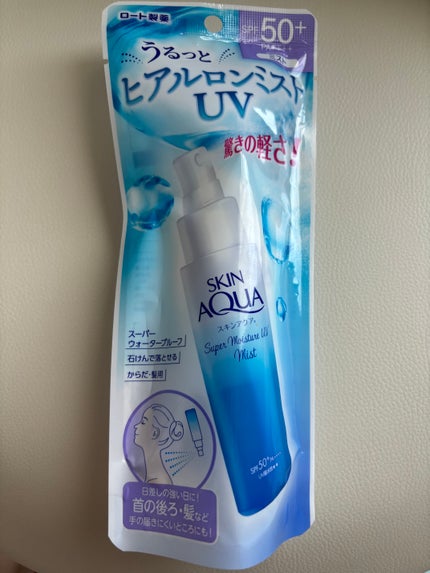 ロート製薬
SPF 50+
PA++++
うるっと
ヒアルロンミスト
UV
驚きの軽さ!
SKIN
AQUA
スキンアクア®
Super Moisture UV
Mist
スーパー
ウォータープルーフ
石けんで落とせる
からだ・髪用
SPF50+ PA++++
日差しの強い日に!
首の後ろ・髪など
手の届きにくいところにも!